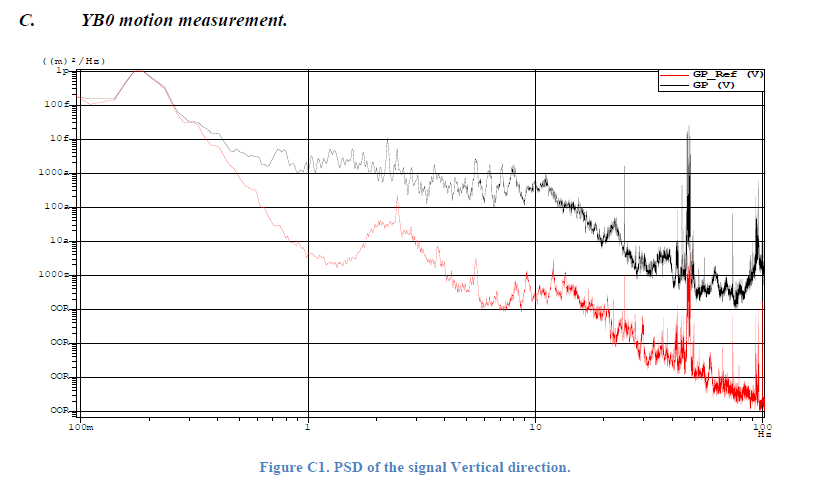 C. YB0 motion measurement.
((m)²/Hz)
GP_Ref (V)
GP (V)
1p
100f
10f
1000a
100a
10a
1000z
100m 1 10 100
Hz
Figure C1. PSD of the signal Vertical direction.